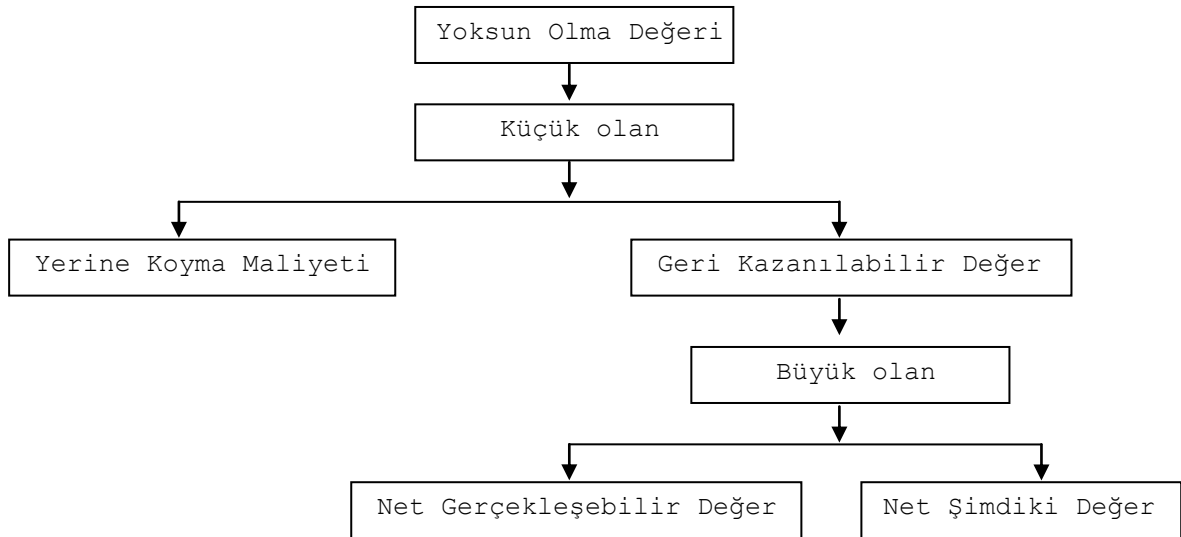 Yoksun Olma Değeri
Küçük olan
Yerine Koyma Maliyeti
Geri Kazanılabilir Değer
Büyük olan
Net Gerçekleşebilir Değer
Net Şimdiki Değer